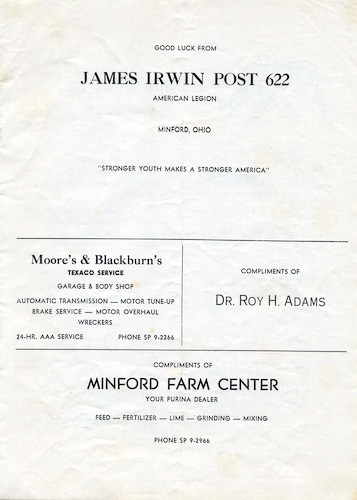 GOOD LUCK FROM
JAMES IRWIN POST 622
AMERICAN LEGION
MINFORD, OHIO
"STRONGER YOUTH MAKES A STRONGER AMERICA"
Moore's & Blackburn's
TEXACO SERVICE
GARAGE & BODY SHOP
AUTOMATIC TRANSMISSION — MOTOR TUNE-UP
BRAKE SERVICE — MOTOR OVERHAUL
WRECKERS
24-HR. AAA SERVICE PHONE SP 9-2266
COMPLIMENTS OF
DR. ROY H. ADAMS
COMPLIMENTS OF
MINFORD FARM CENTER
YOUR PURINA DEALER
FEED — FERTILIZER — LIME — GRINDING — MIXING
PHONE SP 9-2966